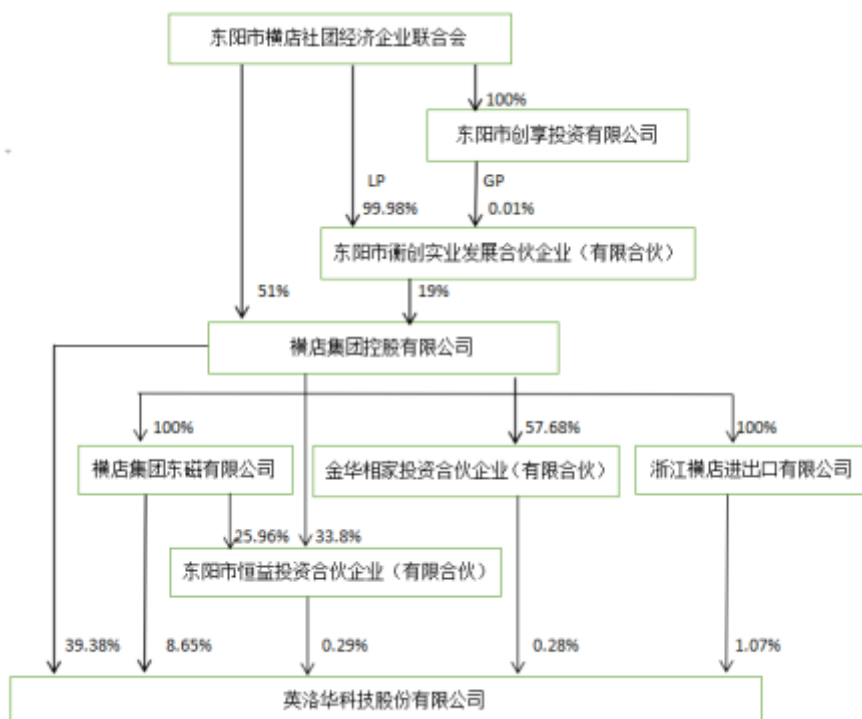 东阳市横店社团经济企业联合会
100%
东阳市创享投资有限公司
LP
GP
99.98%
0.01%
东阳市衡创实业发展合伙企业（有限合伙）
51%
19%
横店集团控股有限公司
100%
57.68%
100%
横店集团东磁有限公司
金华相家投资合伙企业（有限合伙）
浙江横店进出口有限公司
25.96%
33.8%
东阳市恒益投资合伙企业（有限合伙）
39.38%
8.65%
0.29%
0.28%
1.07%
英洛华科技股份有限公司